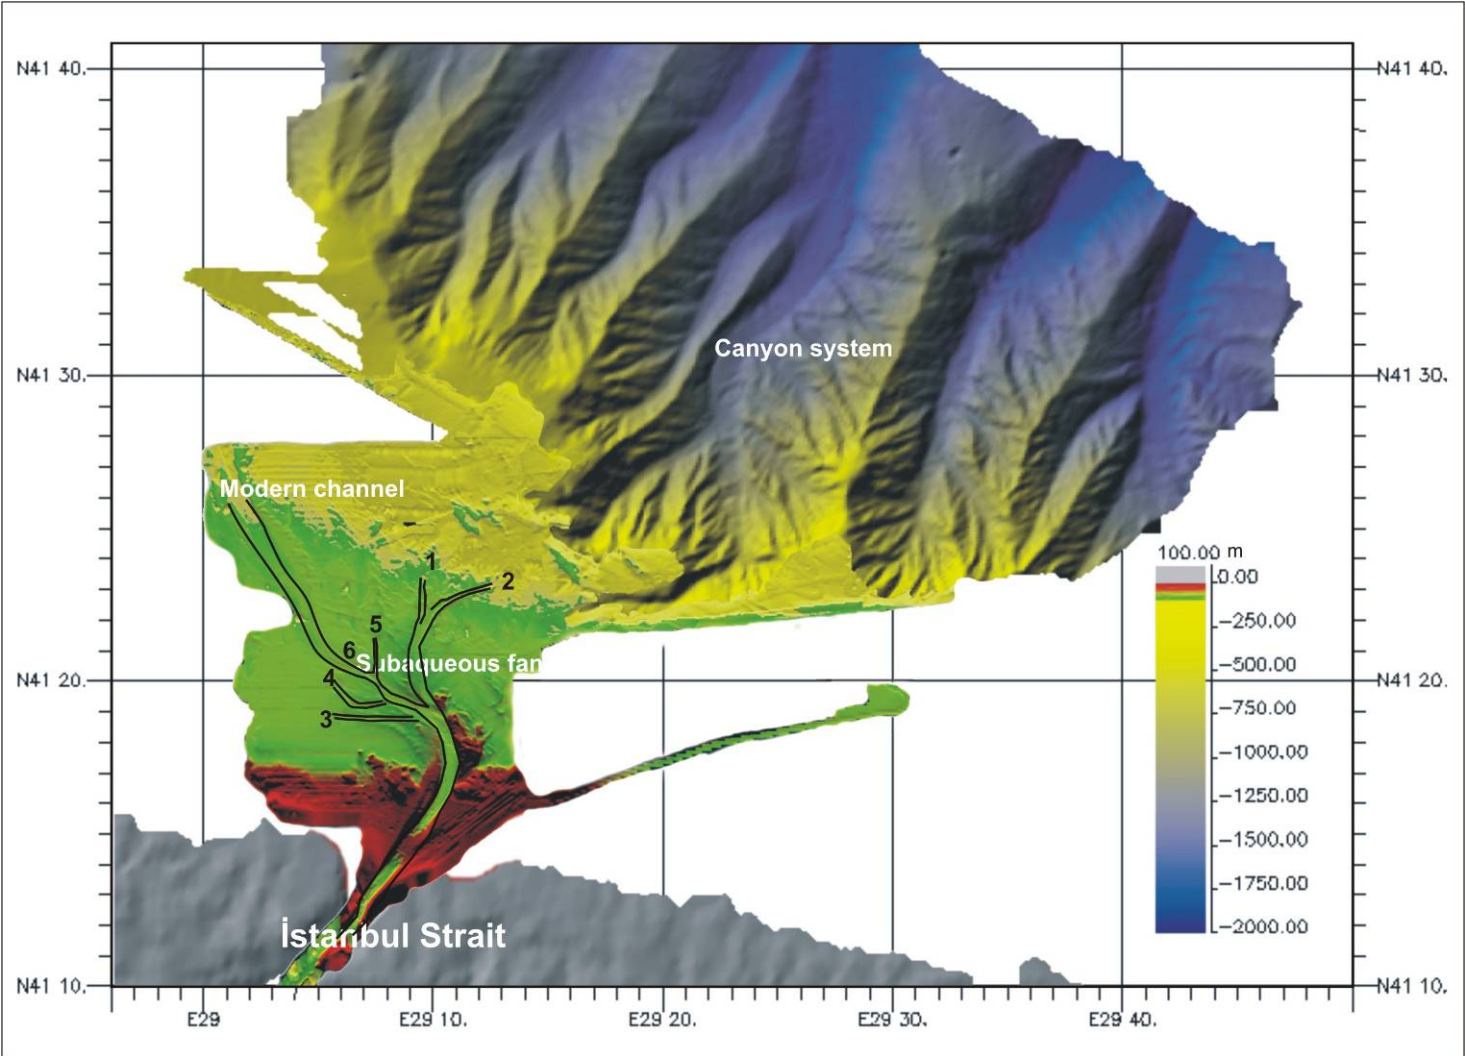 N41 40.
N41 40.
Canyon system
N41 30.
N41 30.
Modern channel
1
2
5
6
Subaqueous fan
4
3
N41 20.
N41 20.
100.00 m
0.00
-250.00
-500.00
-750.00
-1000.00
-1250.00
-1500.00
-1750.00
-2000.00
İstanbul Strait
N41 10.
N41 10.
E29
E29 10.
E29 20.
E29 30.
E29 40.